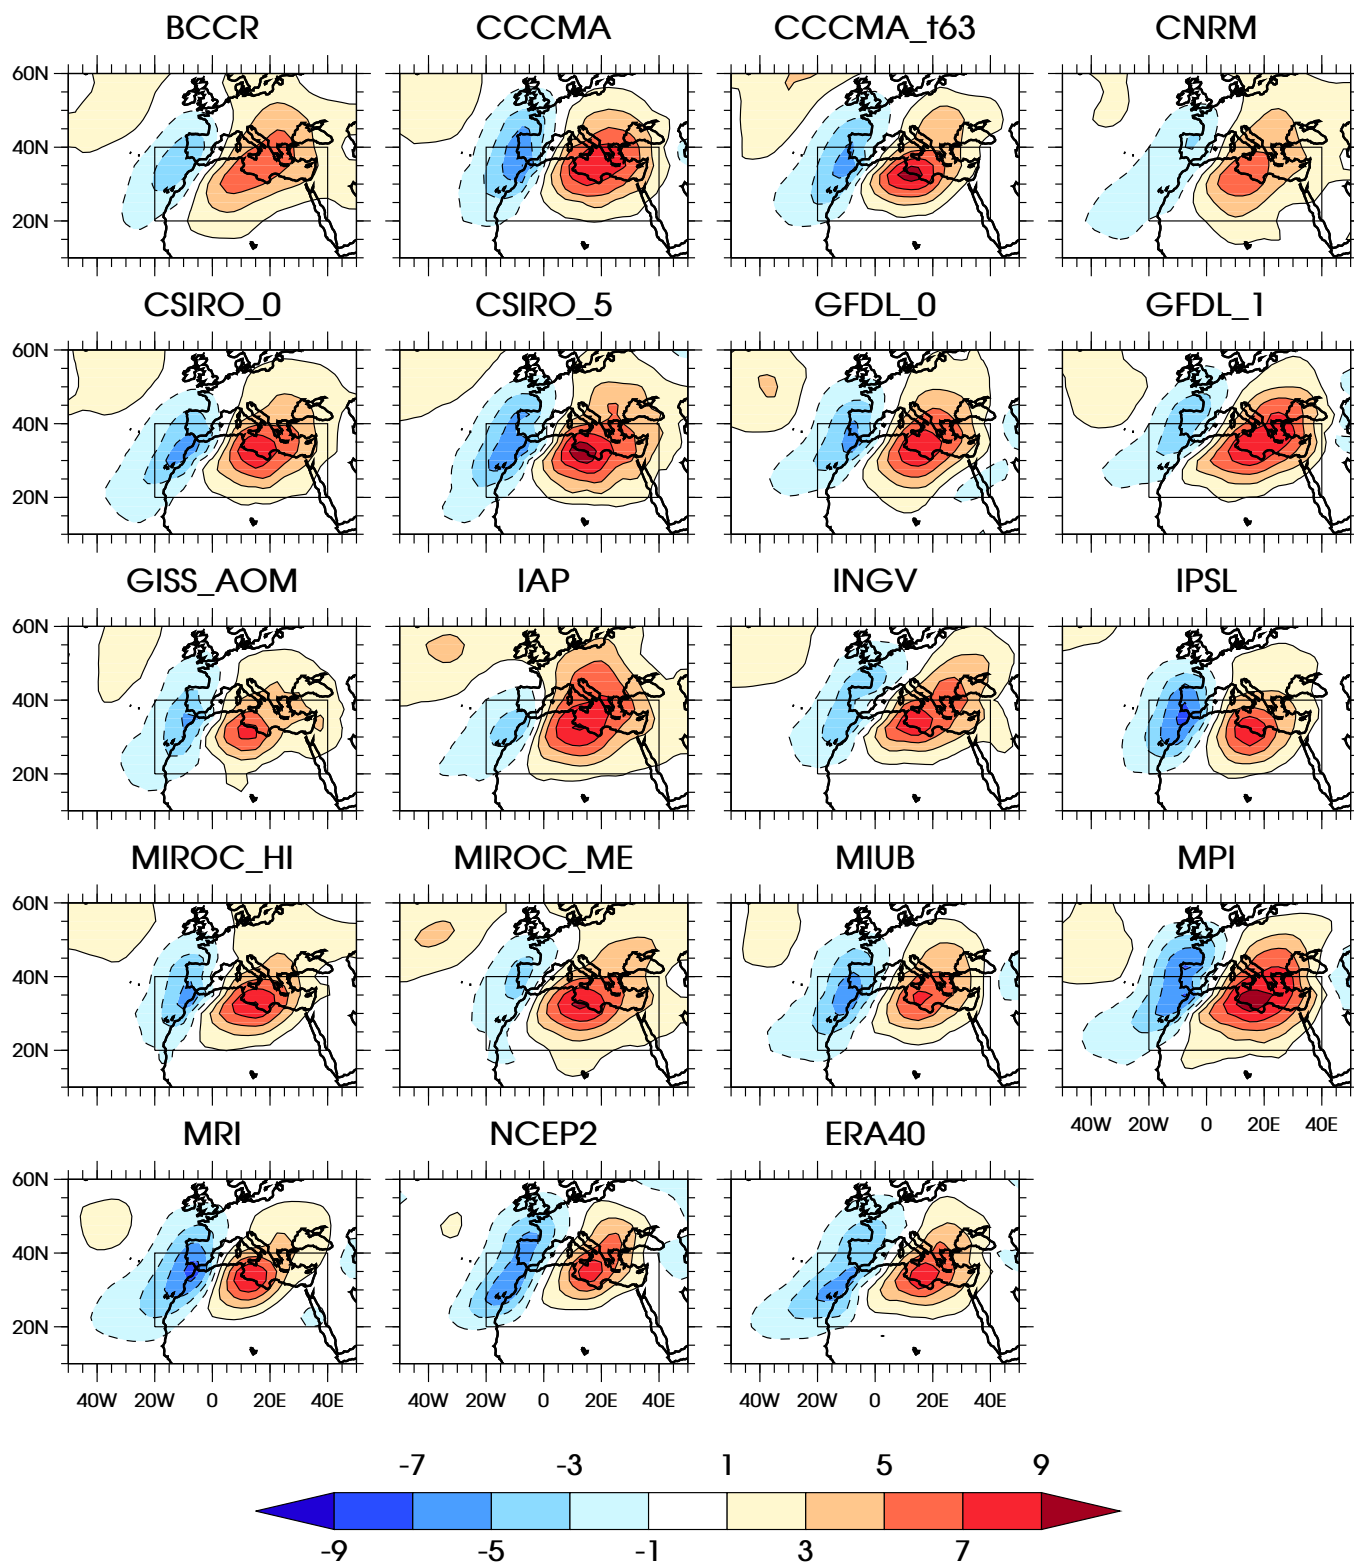 BCCR CCCMA CCCMA_t63 CNRM
60N
40N
20N
CSIRO_0 CSIRO_5 GFDL_0 GFDL_1
60N
40N
20N
GISS_AOM IAP INGV IPSL
60N
40N
20N
MIROC_HI MIROC_ME MIUB MPI
60N
40N
20N
40W 20W 0 20E 40E
MRI NCEP2 ERA40
60N
40N
20N
40W 20W 0 20E 40E 40W 20W 0 20E 40E 40W 20W 0 20E 40E
-7 -3 1 5 9
-9 -5 -1 3 7